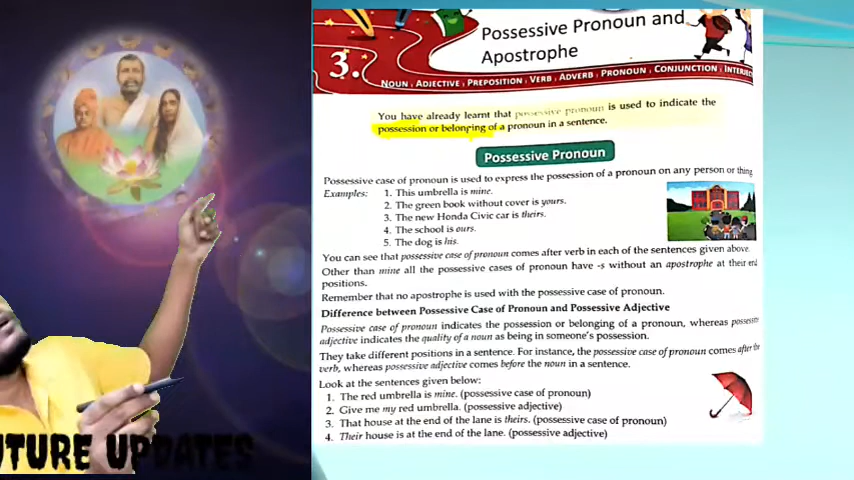 Possessive Pronoun and
Apostrophe
3.
NOUN, ADJECTIVE, PREPOSITION, VERB, ADVERB, PRONOUN, CONJUNCTION, INTERJEC
You have already learnt that possessive pronoun is used to indicate the
possession or belonging of a pronoun in a sentence.
Possessive Pronoun
Possessive case of pronoun is used to express the possession of a pronoun on any person or thing
Examples: 1. This umbrella is mine.
2. The green book without cover is yours.
3. The new Honda Civic car is theirs.
4. The school is ours.
5. The dog is his.
You can see that possessive case of pronoun comes after verb in each of the sentences given above.
Other than mine all the possessive cases of pronoun have -s without an apostrophe at their end
positions.
Remember that no apostrophe is used with the possessive case of pronoun.
Difference between Possessive Case of Pronoun and Possessive Adjective
Possessive case of pronoun indicates the possession or belonging of a pronoun, whereas possessive
adjective indicates the quality of a noun as being in someone's possession.
They take different positions in a sentence. For instance, the possessive case of pronoun comes after the
verb, whereas possessive adjective comes before the noun in a sentence.
Look at the sentences given below:
1. The red umbrella is mine. (possessive case of pronoun)
2. Give me my red umbrella. (possessive adjective)
3. That house at the end of the lane is theirs. (possessive case of pronoun)
4. Their house is at the end of the lane. (possessive adjective)
UTURE UPDATES